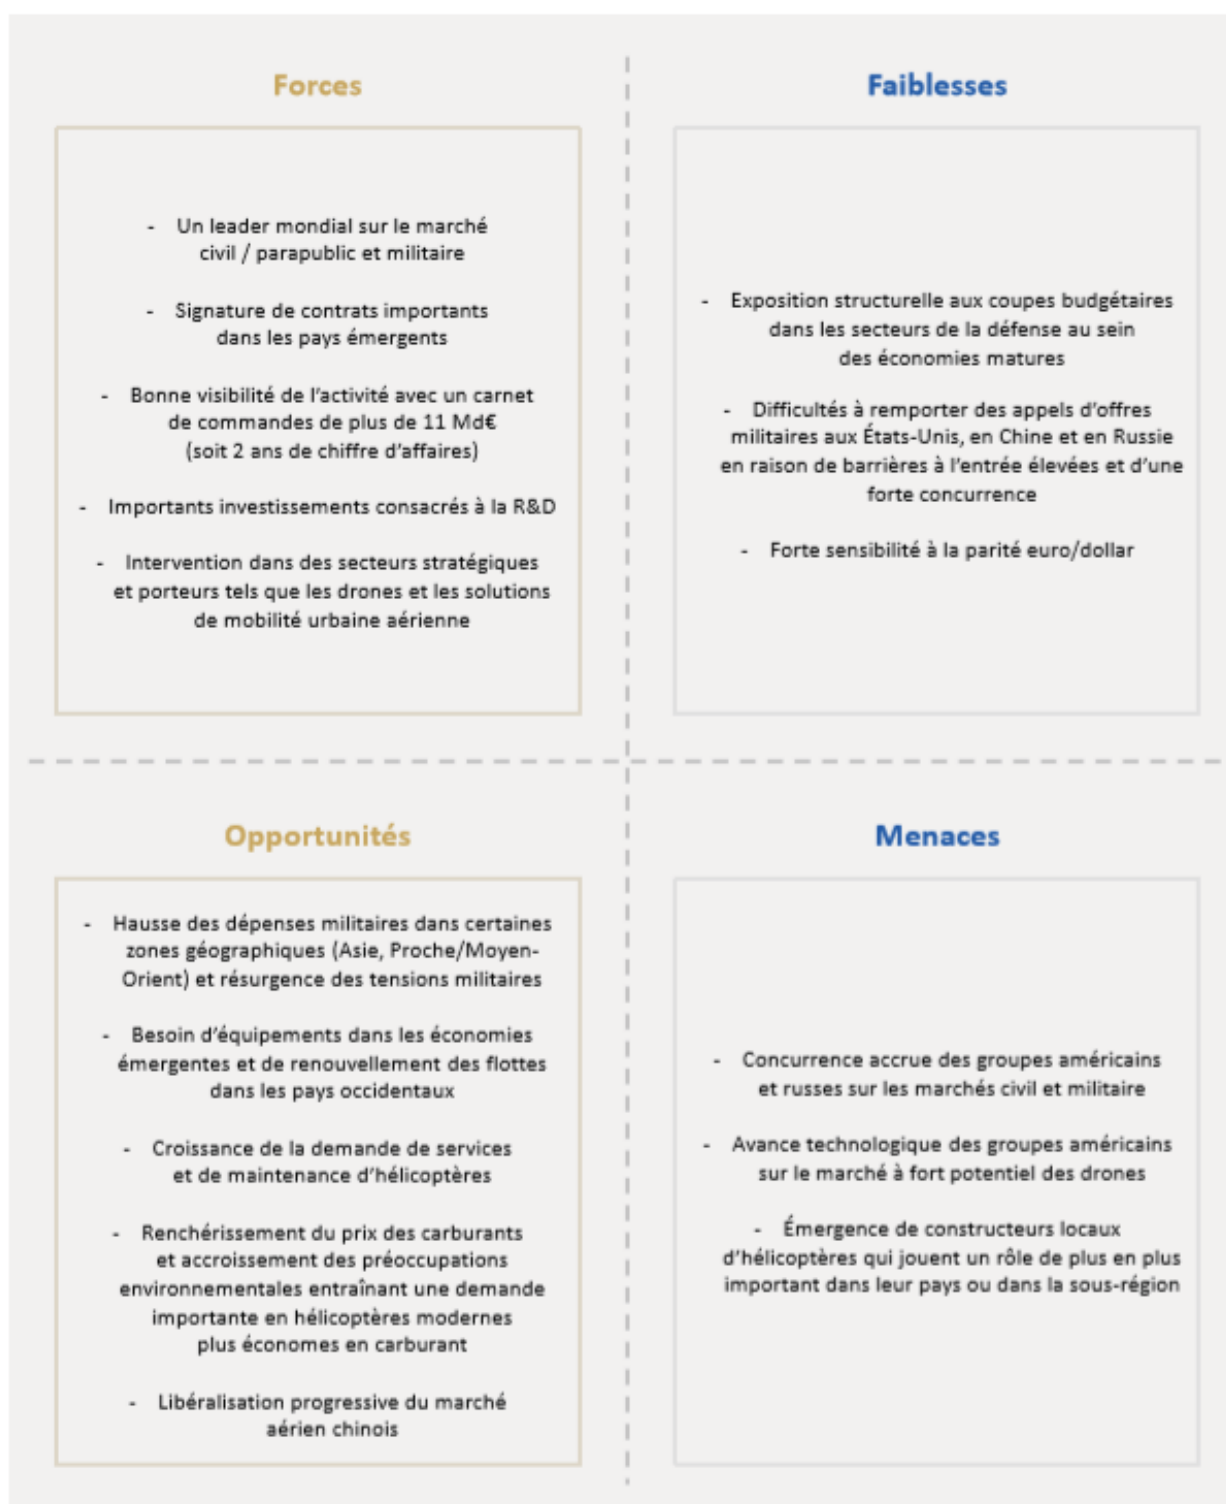 Forces
- Un leader mondial sur le marché
civil / parapublic et militaire
- Signature de contrats importants
dans les pays émergents
- Bonne visibilité de l'activité avec un carnet
de commandes de plus de 11 Md€
(soit 2 ans de chiffre d'affaires)
- Importants investissements consacrés à la R&D
- Intervention dans des secteurs stratégiques
et porteurs tels que les drones et les solutions
de mobilité urbaine aérienne
Faiblesses
- Exposition structurelle aux coupes budgétaires
dans les secteurs de la défense au sein
des économies matures
- Difficultés à remporter des appels d'offres
militaires aux États-Unis, en Chine et en Russie
en raison de barrières à l'entrée élevées et d'une
forte concurrence
- Forte sensibilité à la parité euro/dollar
Opportunités
- Hausse des dépenses militaires dans certaines
zones géographiques (Asie, Proche/Moyen-
Orient) et résurgence des tensions militaires
- Besoin d'équipements dans les économies
émergentes et de renouvellement des flottes
dans les pays occidentaux
- Croissance de la demande de services
et de maintenance d'hélicoptères
- Renchérissement du prix des carburants
et accroissement des préoccupations
environnementales entraînant une demande
importante en hélicoptères modernes
plus économes en carburant
- Libéralisation progressive du marché
aérien chinois
Menaces
- Concurrence accrue des groupes américains
et russes sur les marchés civil et militaire
- Avance technologique des groupes américains
sur le marché à fort potentiel des drones
- Émergence de constructeurs locaux
d'hélicoptères qui jouent un rôle de plus en plus
important dans leur pays ou dans la sous-région